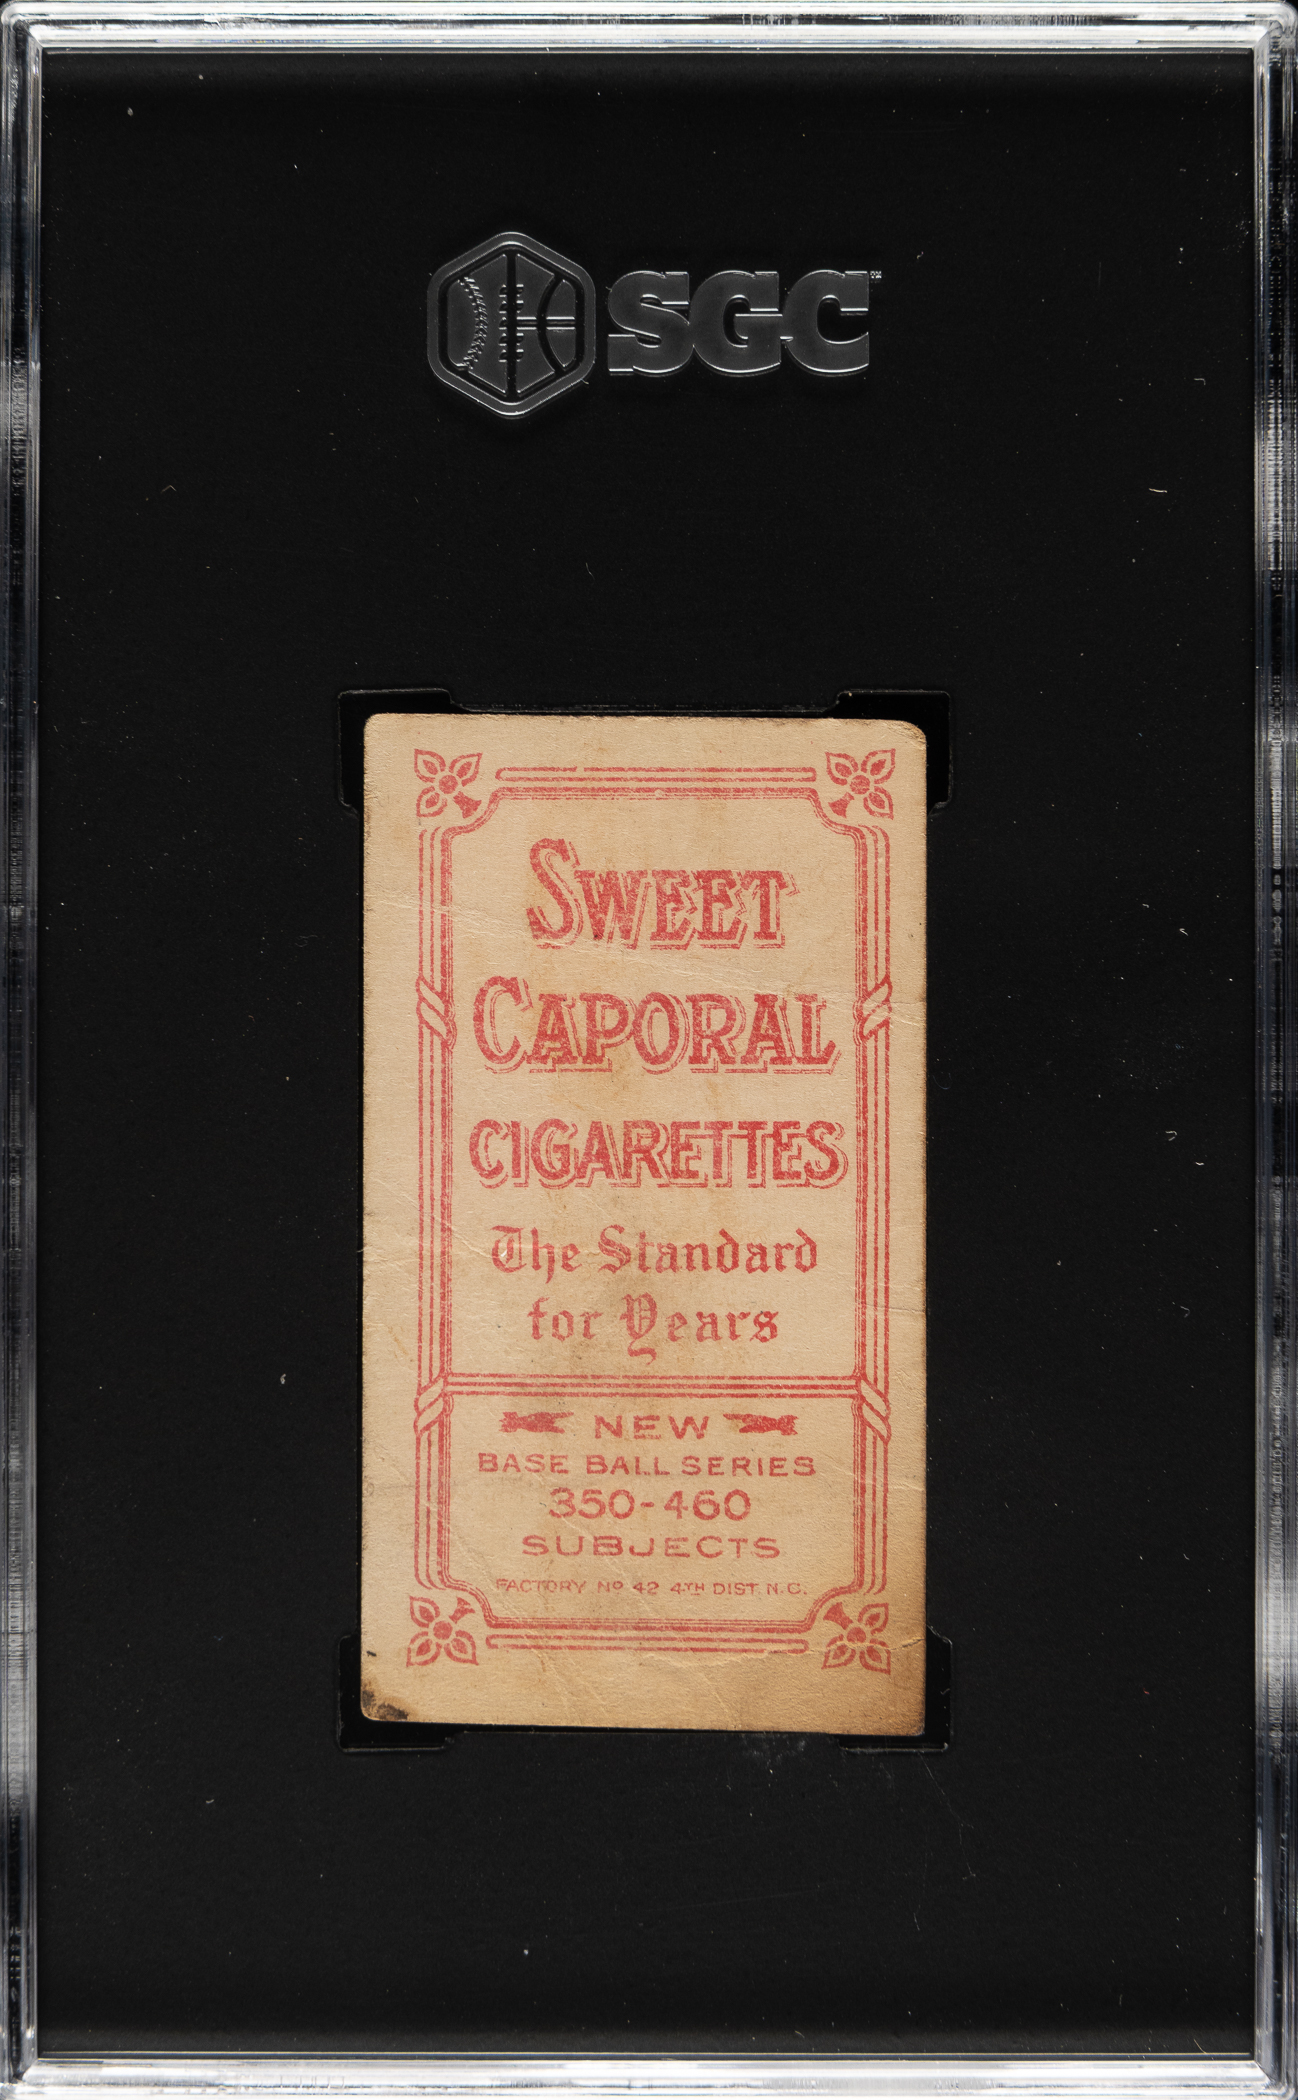 SGC™
SWEET
CAPORAL
CIGARETTES
The Standard
for Years
NEW
BASE BALL SERIES
350-460
SUBJECTS
FACTORY Nº 42 4TH DIST. N.C.